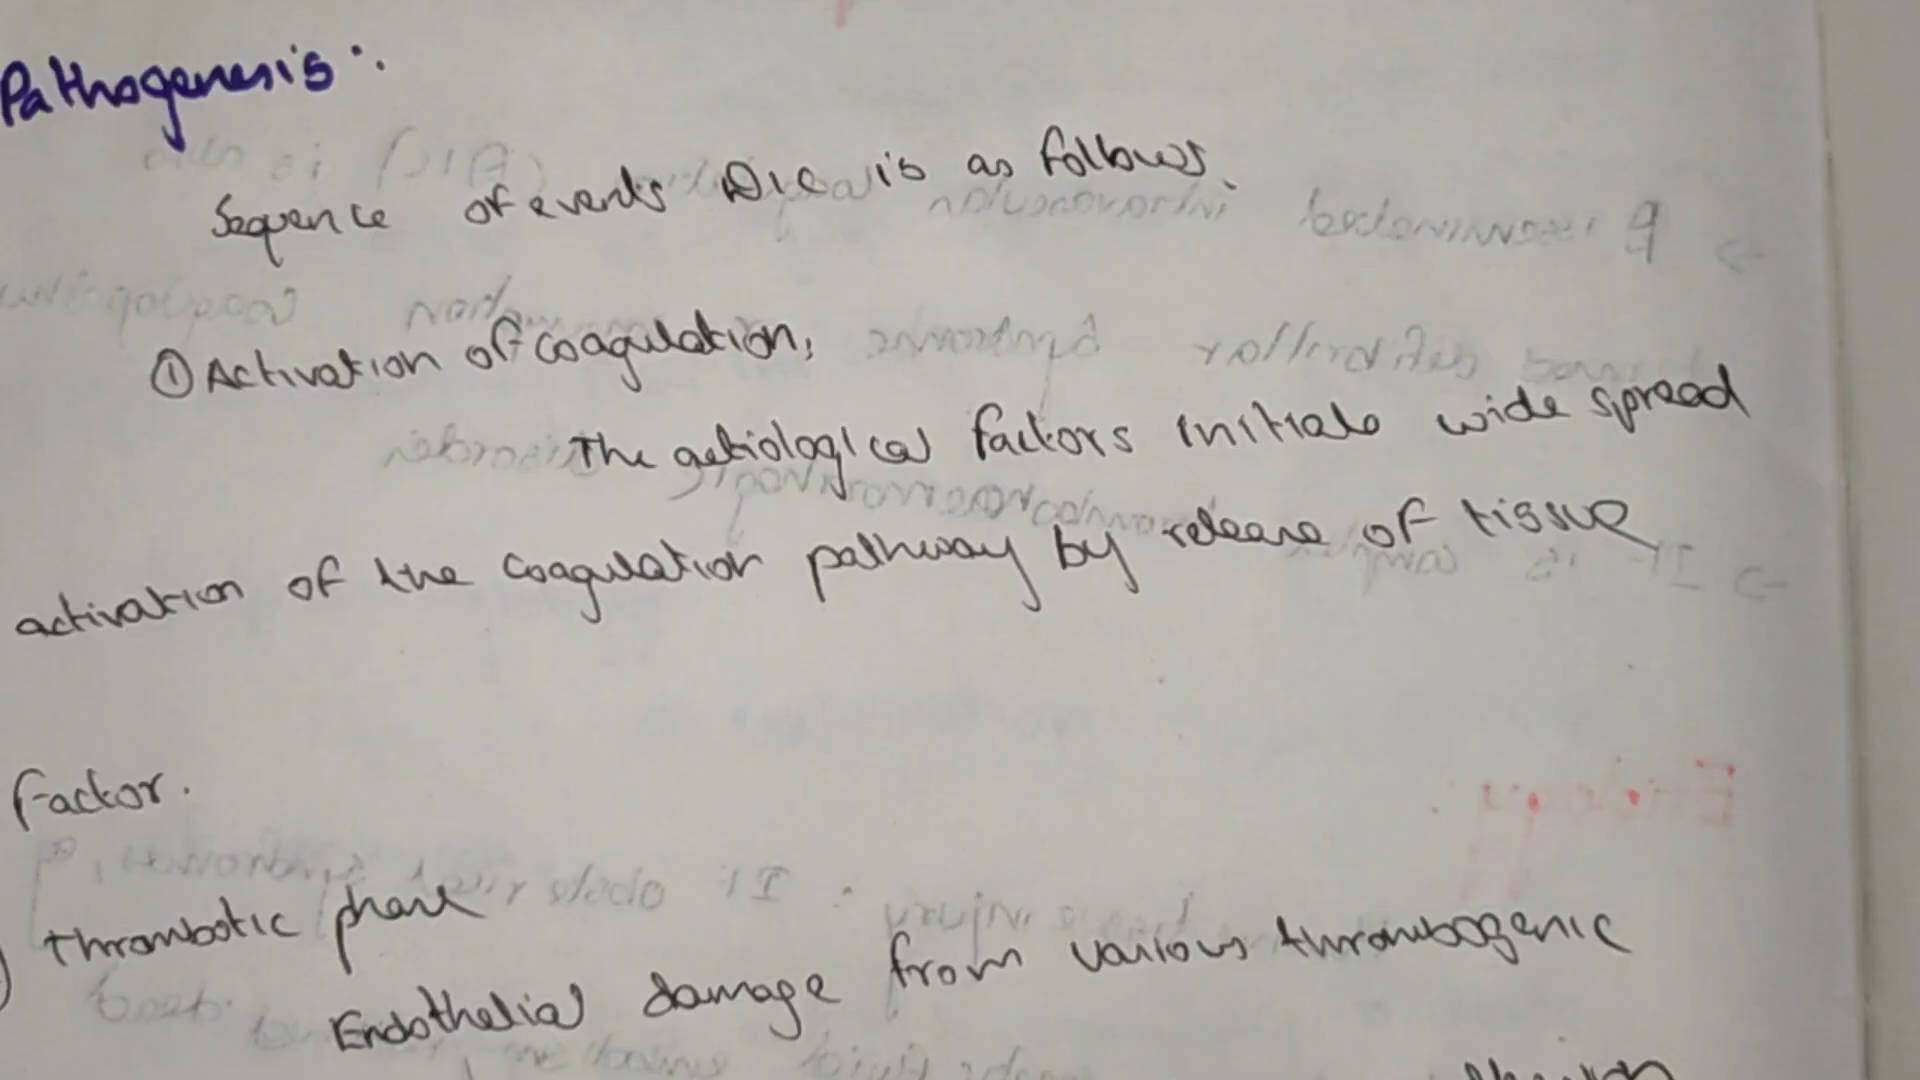 Pathogenesis:
Sequence of events DIC is as follows.
① Activation of coagulation,
The aetiological factors initiate wide spread
activation of the coagulation pathway by release of tissue
factor.
Thrombotic phase
Endothelial damage from various thrombogenic